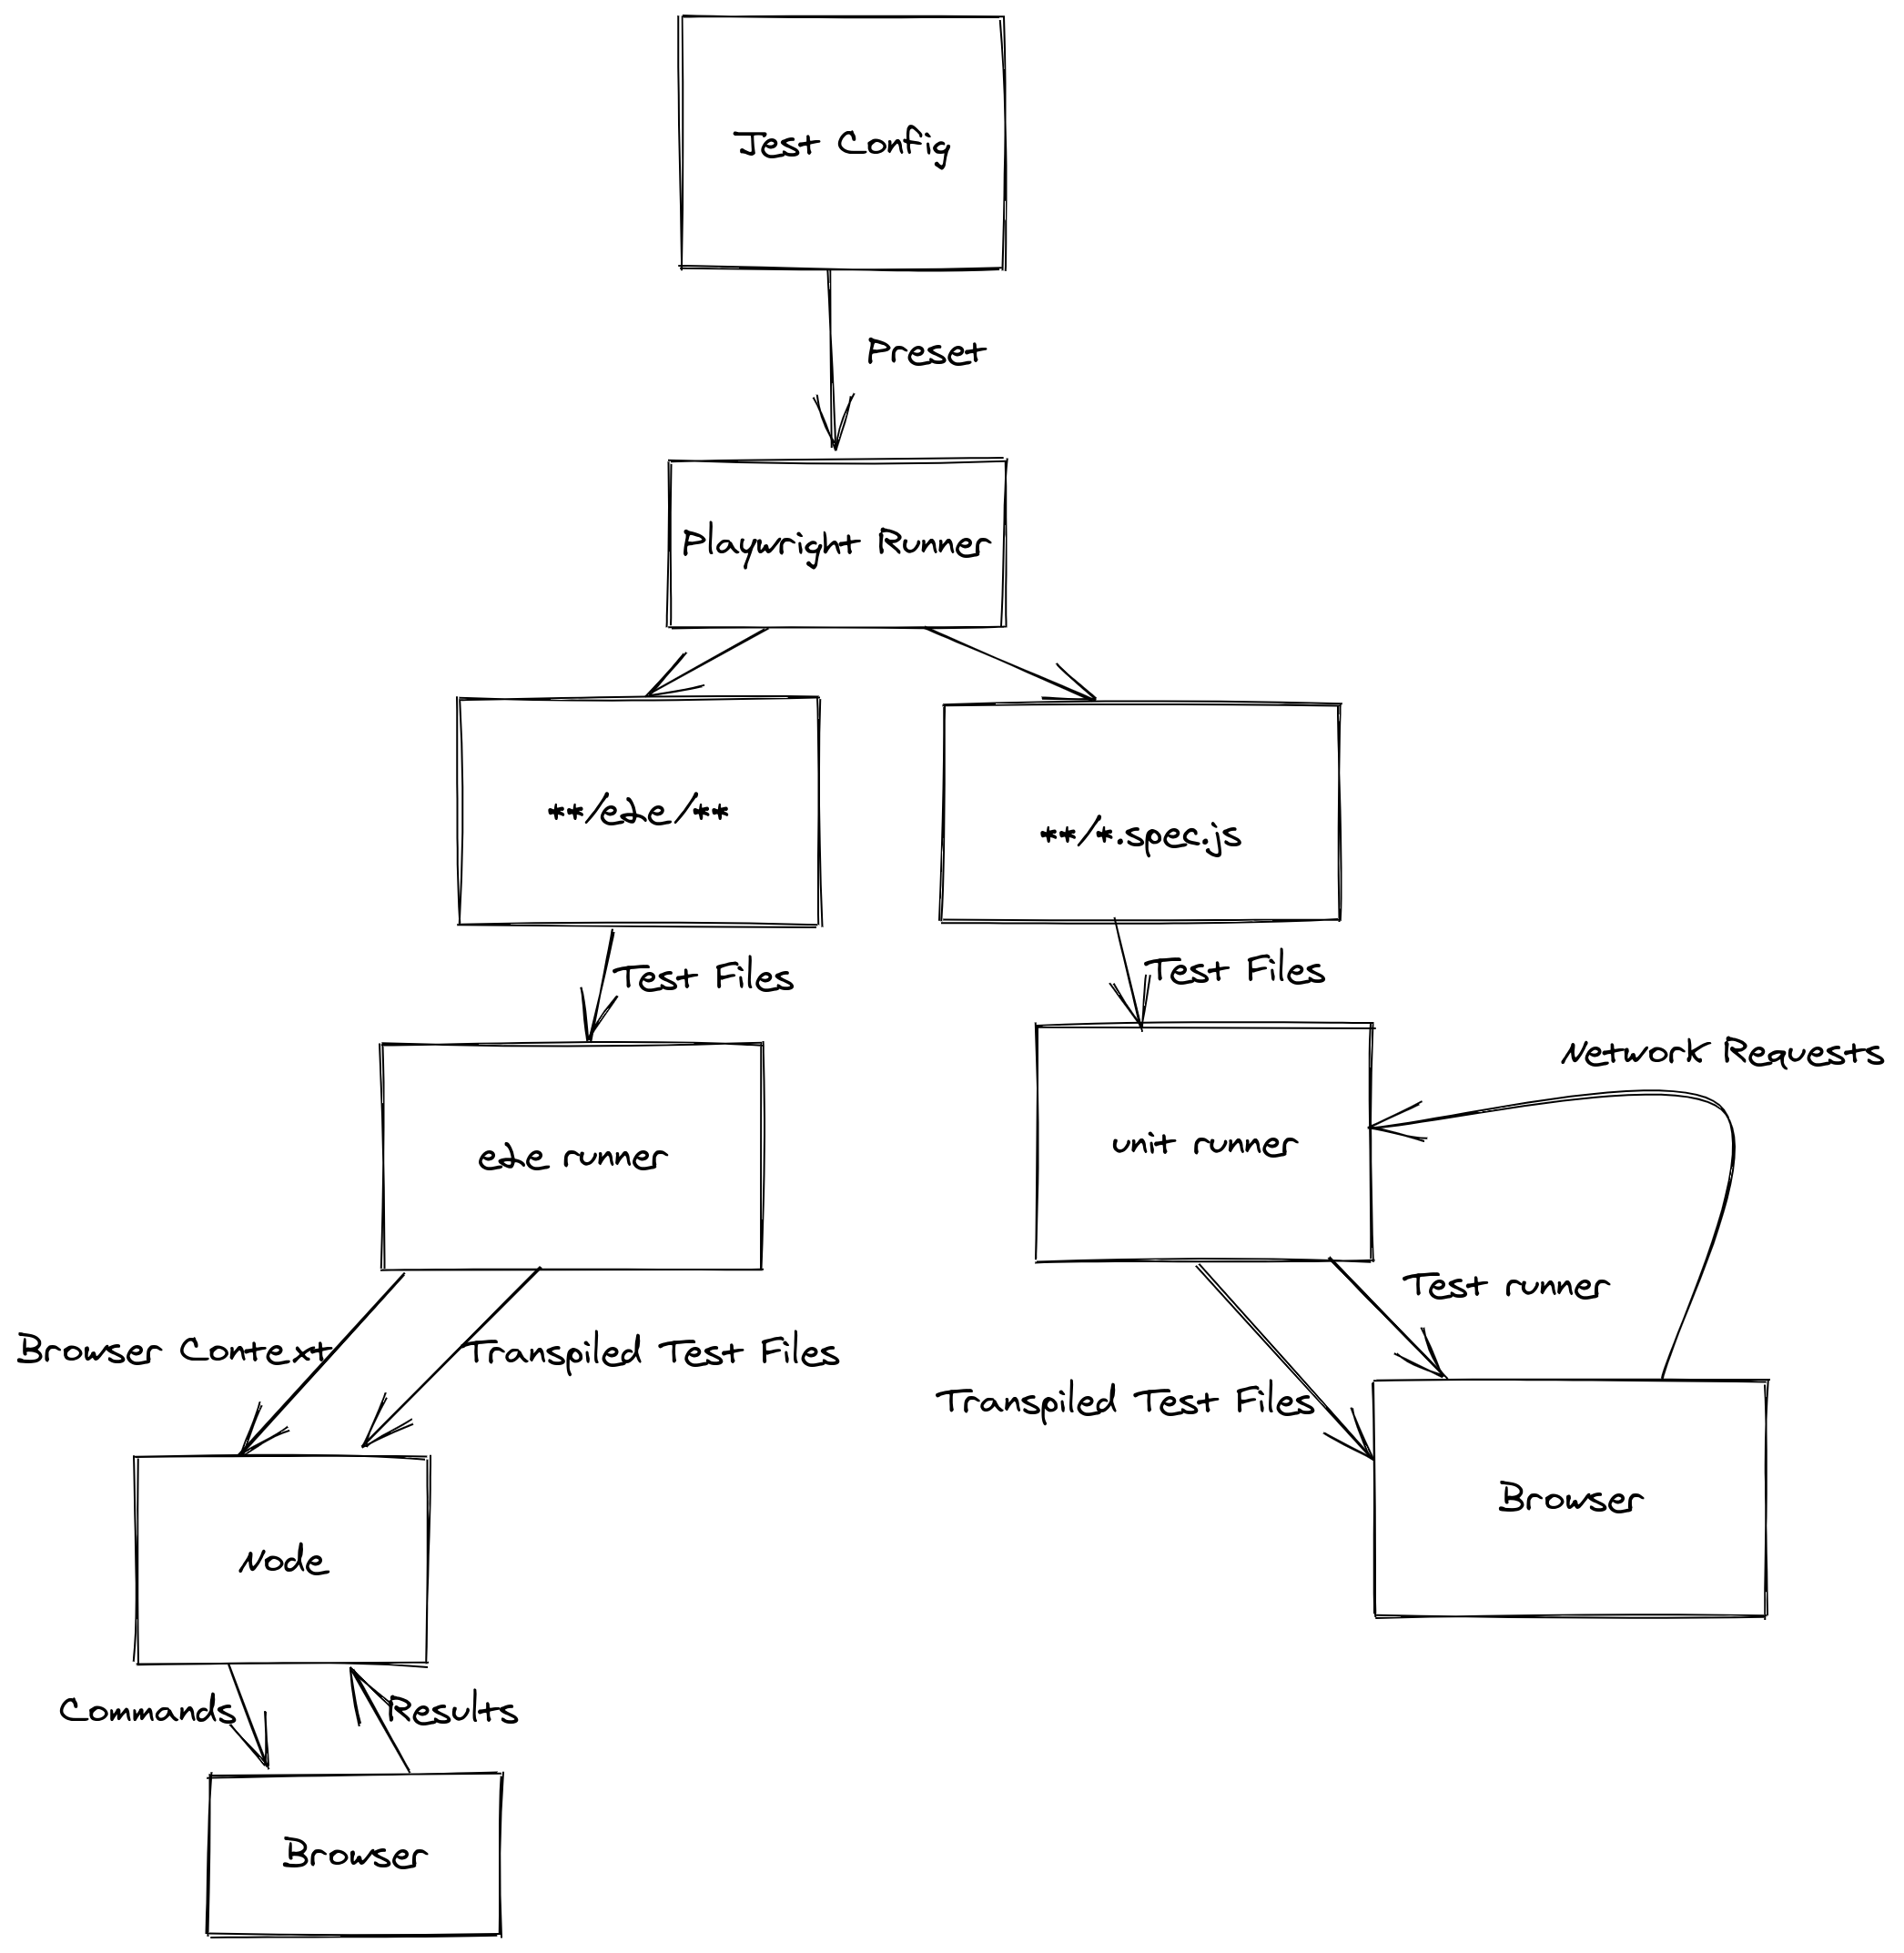 Jest Config
Preset
Playwright Runner
**/e2e/**
**/*.spec.js
Test Files
Test Files
Network Requests
e2e runner
unit runner
Test runner
Browser Context
Transpiled Test Files
Transpiled Test Files
Browser
Node
Commands
Results
Browser